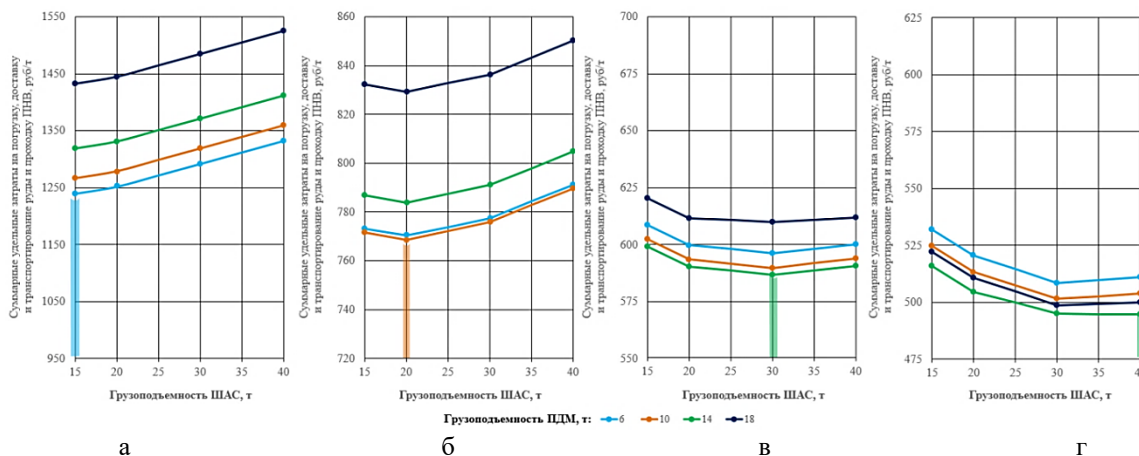 Суммарные удельные затраты на погрузку, доставку
и транспортирование руды и проходку ПНВ, руб/т
1550
1450
1350
1250
1150
1050
950
15 20 25 30 35 40
Грузоподъемность ШАС, т
Суммарные удельные затраты на погрузку, доставку
и транспортирование руды и проходку ПНВ, руб/т
860
840
820
800
780
760
740
720
15 20 25 30 35 40
Грузоподъемность ШАС, т
Суммарные удельные затраты на погрузку, доставку
и транспортирование руды и проходку ПНВ, руб/т
700
675
650
625
600
575
550
15 20 25 30 35 40
Грузоподъемность ШАС, т
Суммарные удельные затраты на погрузку, доставку
и транспортирование руды и проходку ПНВ, руб/т
625
600
575
550
525
500
475
15 20 25 30 35 40
Грузоподъемность ШАС, т
Грузоподъемность ПДМ, т: 6 10 14 18
а б в г